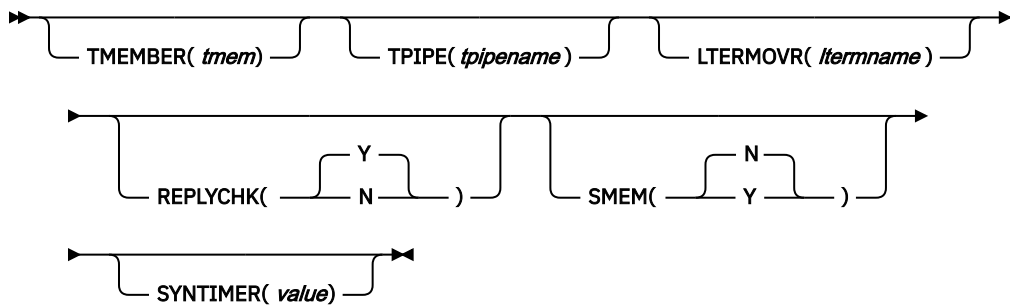 TMEMBER( tmem) TPIPE( tpipename ) LTERMOVR( ltermname )
Y N
REPLYCHK( N ) SMEM( Y )
SYNTIMER( value)